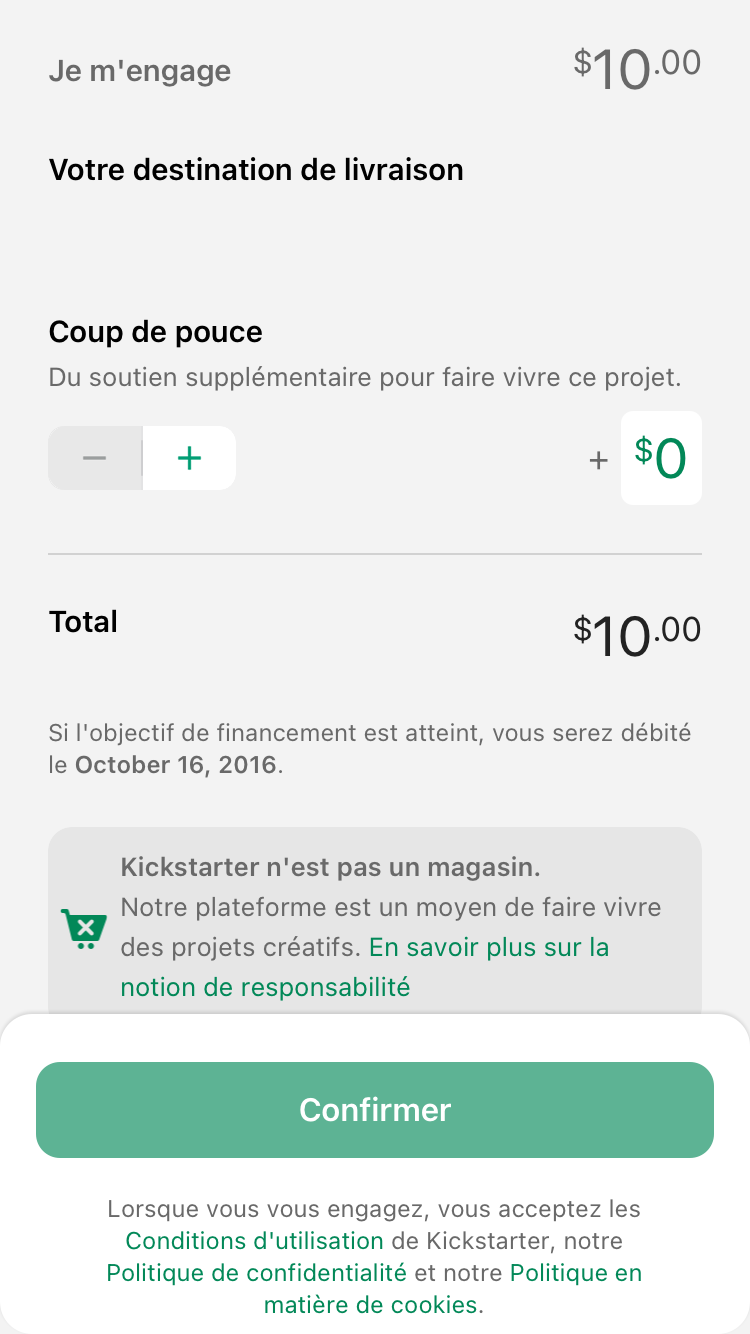 Je m'engage $10.00
Votre destination de livraison
Coup de pouce
Du soutien supplémentaire pour faire vivre ce projet.
− + + $0
Total $10.00
Si l'objectif de financement est atteint, vous serez débité
le October 16, 2016.
Kickstarter n'est pas un magasin.
Notre plateforme est un moyen de faire vivre
des projets créatifs. En savoir plus sur la
notion de responsabilité
Confirmer
Lorsque vous vous engagez, vous acceptez les
Conditions d'utilisation de Kickstarter, notre
Politique de confidentialité et notre Politique en
matière de cookies.